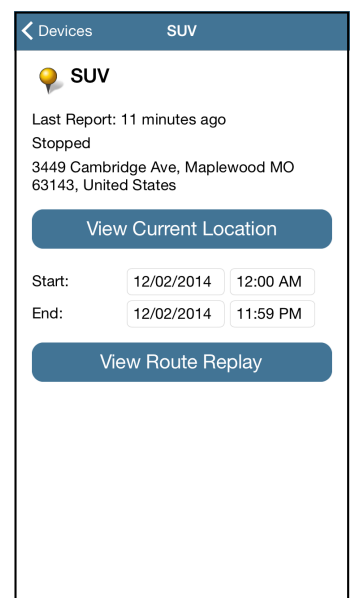 Devices SUV
SUV
Last Report: 11 minutes ago
Stopped
3449 Cambridge Ave, Maplewood MO
63143, United States
View Current Location
Start: 12/02/2014 12:00 AM
End: 12/02/2014 11:59 PM
View Route Replay